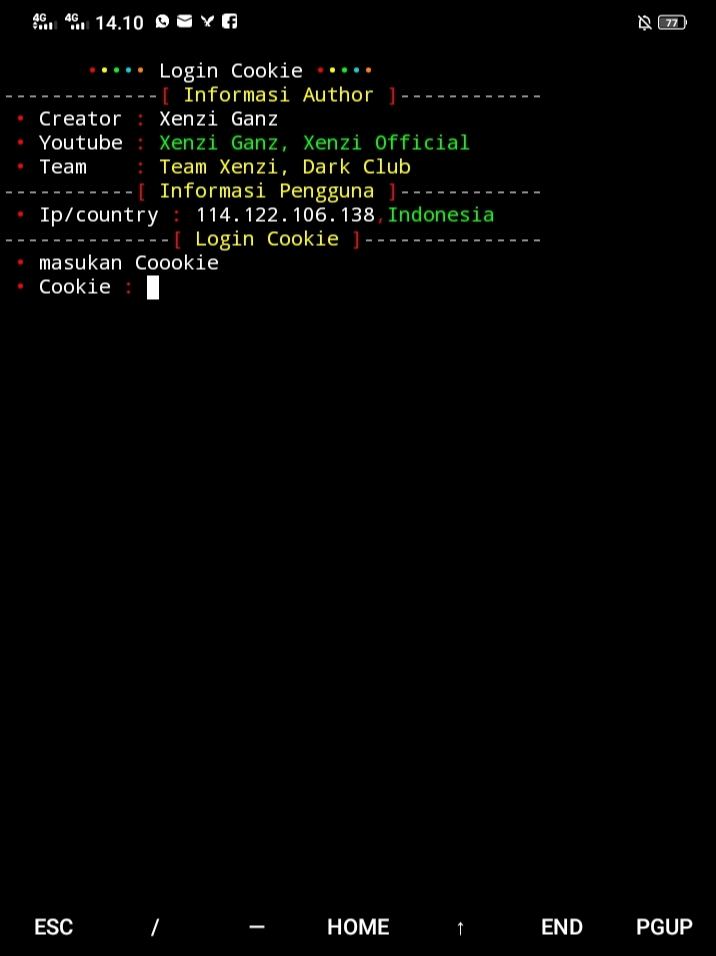 4G 4G 14.10 77
••••• Login Cookie •••••
-------------[ Informasi Author ]------------
• Creator : Xenzi Ganz
• Youtube : Xenzi Ganz, Xenzi Official
• Team : Team Xenzi, Dark Club
-----------[ Informasi Pengguna ]------------
• Ip/country : 114.122.106.138,Indonesia
--------------[ Login Cookie ]---------------
• masukan Coookie
• Cookie :
ESC / — HOME ↑ END PGUP